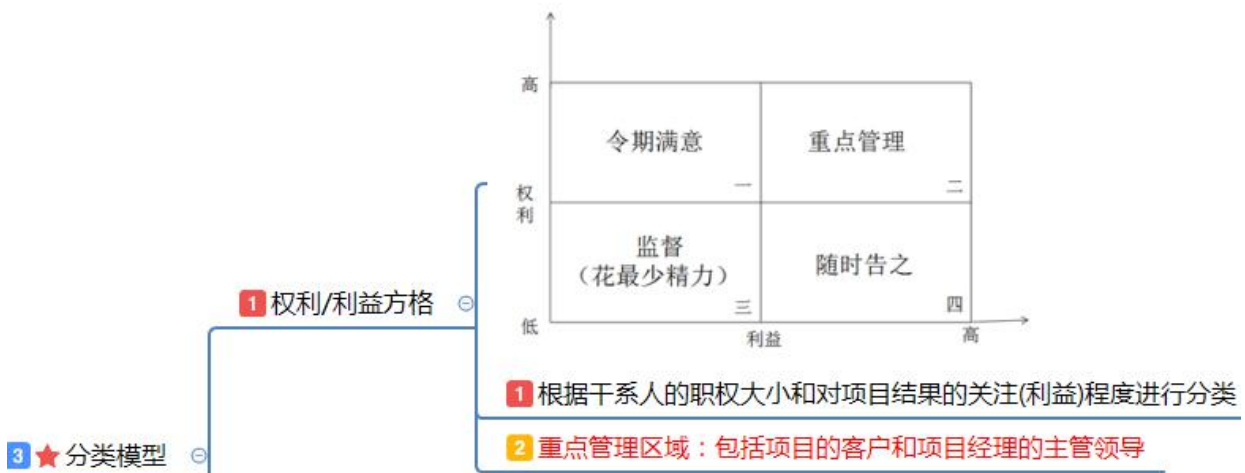 高
令期满意
重点管理
一
二
权
利
监督
（花最少精力）
随时告之
三
四
低
利益
高
1 权利/利益方格
1 根据干系人的职权大小和对项目结果的关注(利益)程度进行分类
2 重点管理区域：包括项目的客户和项目经理的主管领导
3 分类模型